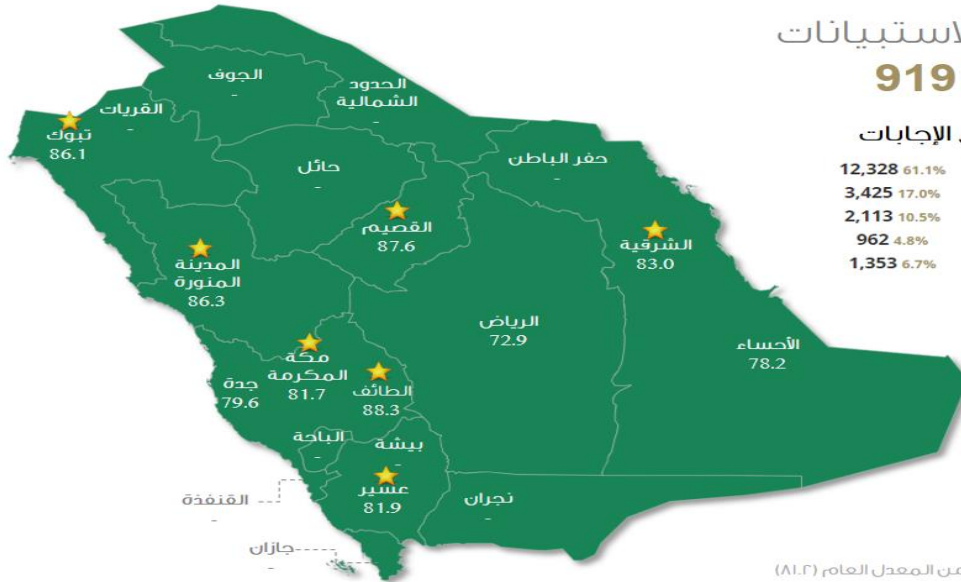 الاستبيانات
919
الإجابات
12,328 61.1%
3,425 17.0%
2,113 10.5%
962 4.8%
1,353 6.7%
الجوف
-
الحدود
الشمالية
-
القريات
-
تبوك
86.1
حائل
-
حفر الباطن
-
القصيم
87.6
الشرقية
83.0
المدينة
المنورة
86.3
الرياض
72.9
الأحساء
78.2
مكة
المكرمة
81.7
جدة
79.6
الطائف
88.3
الباحة
-
بيشة
-
عسير
81.9
نجران
-
القنفذة
-
جازان
-
من المعدل العام (٨١.٢)